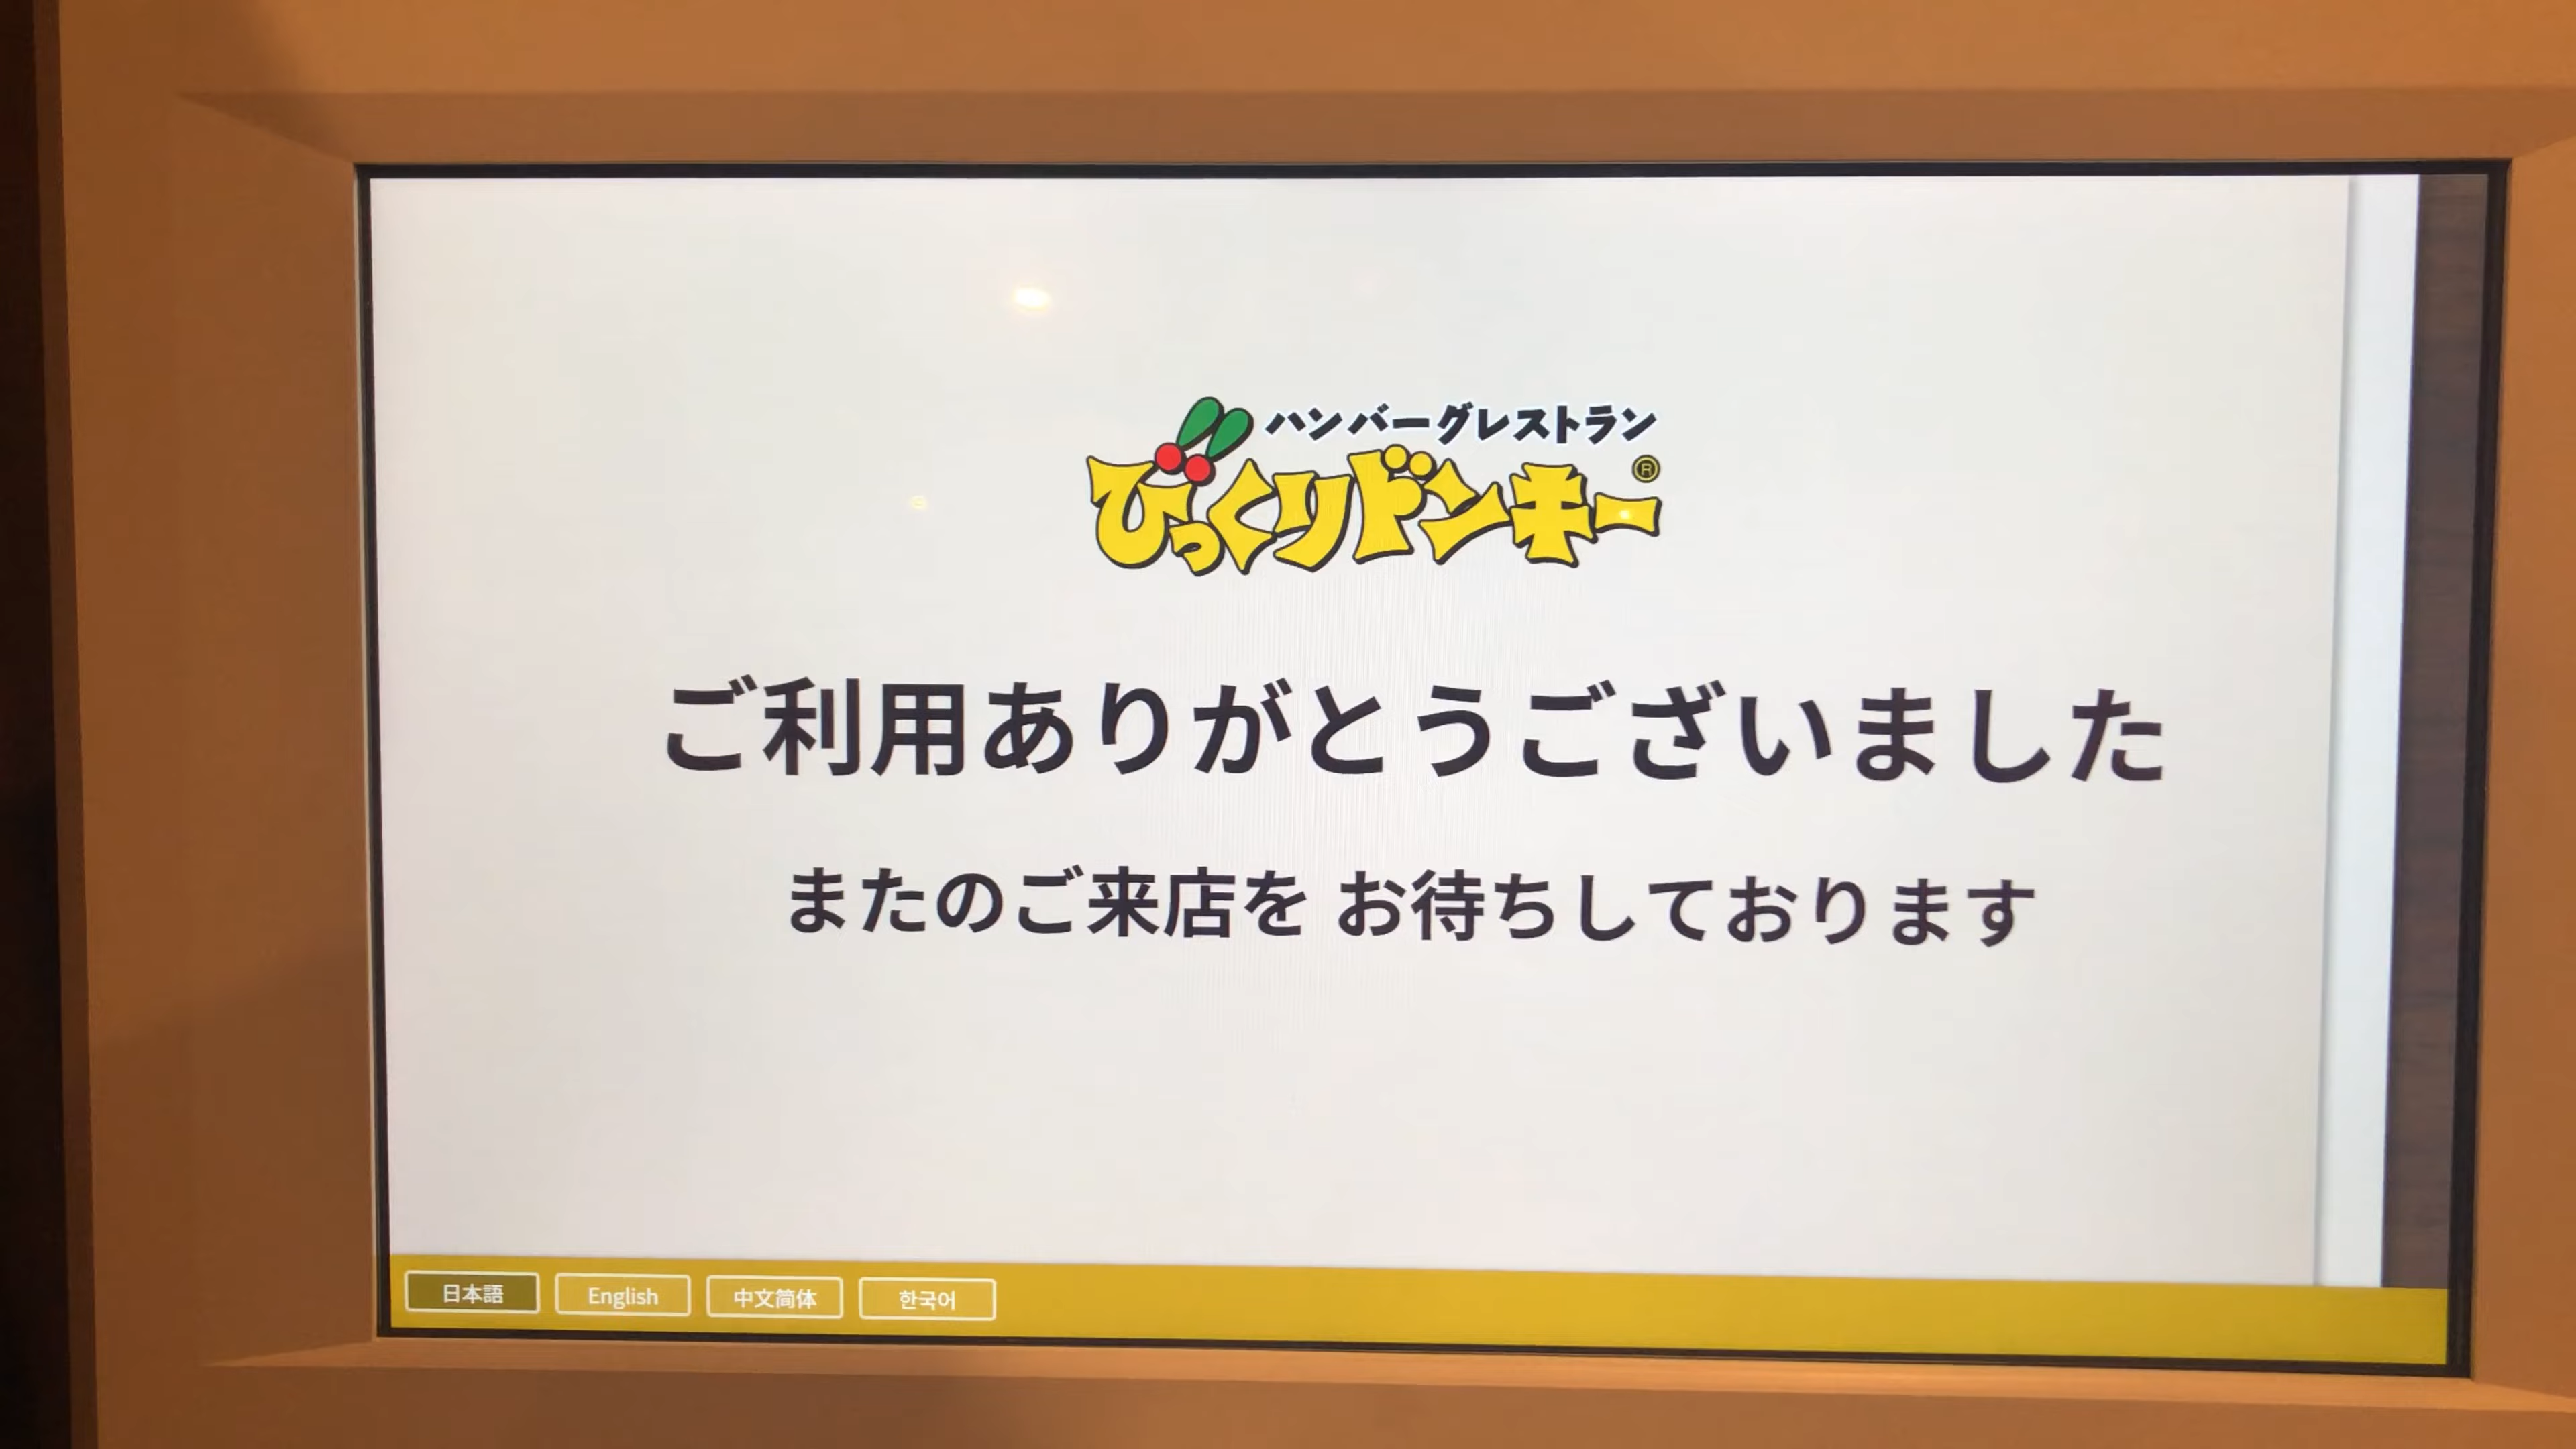 ハンバーグレストラン
びっくりドンキー®
ご利用ありがとうございました
またのご来店を お待ちしております
日本語 English 中文简体 한국어